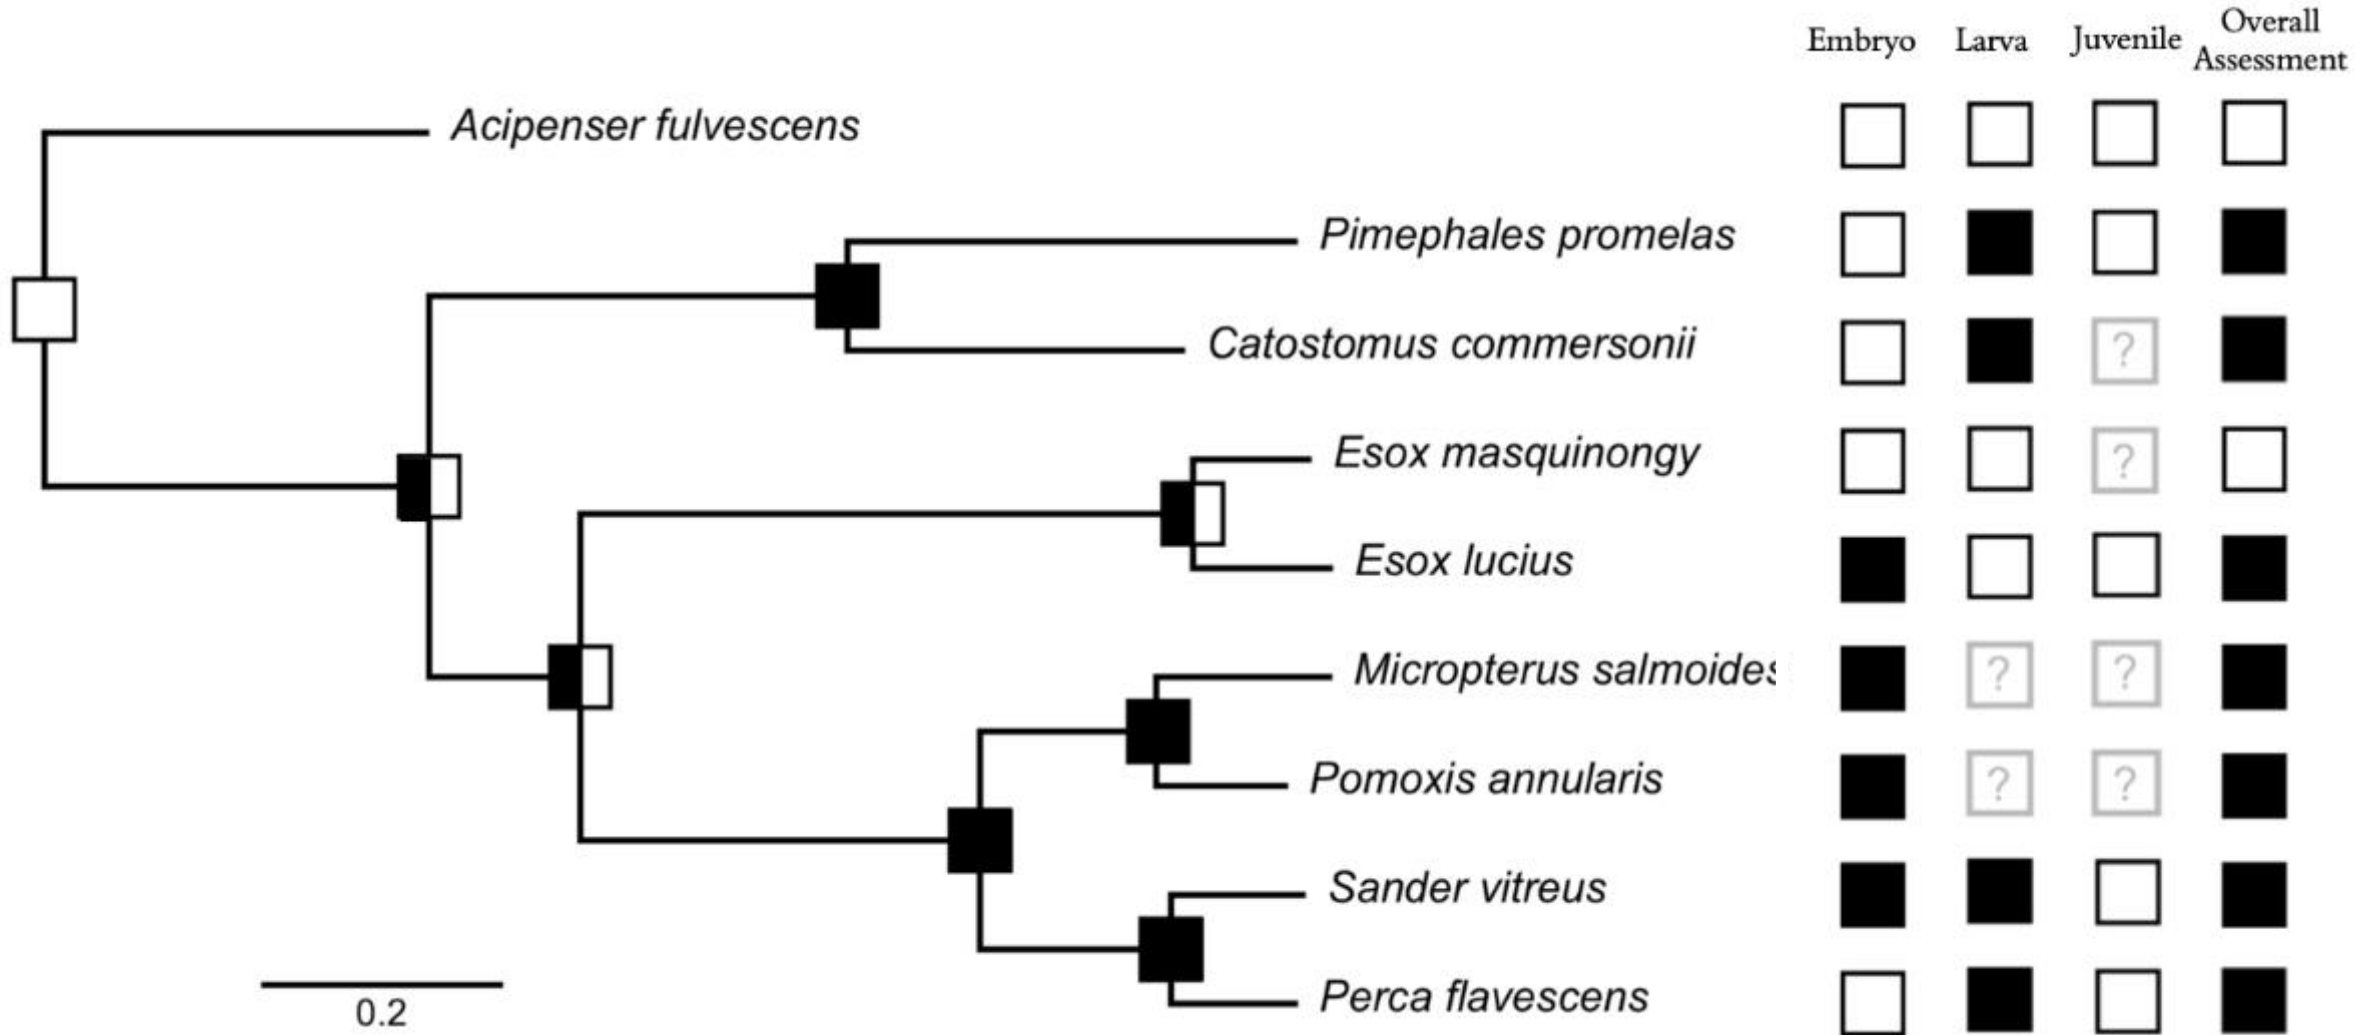 Embryo Larva Juvenile Overall Assessment
Acipenser fulvescens
Pimephales promelas
Catostomus commersonii ?
Esox masquinongy ?
Esox lucius
Micropterus salmoides ? ?
Pomoxis annularis ? ?
Sander vitreus
Perca flavescens
0.2